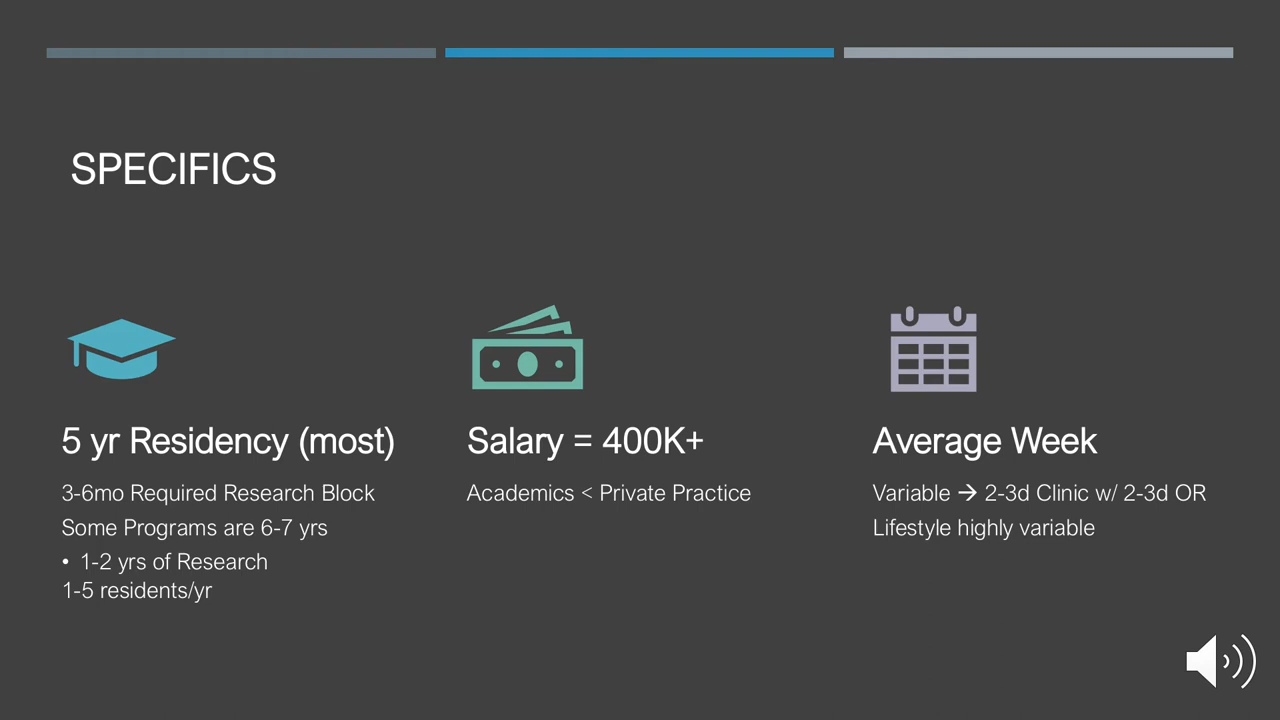 SPECIFICS
5 yr Residency (most)
3-6mo Required Research Block
Some Programs are 6-7 yrs
• 1-2 yrs of Research
1-5 residents/yr
Salary = 400K+
Academics < Private Practice
Average Week
Variable → 2-3d Clinic w/ 2-3d OR
Lifestyle highly variable